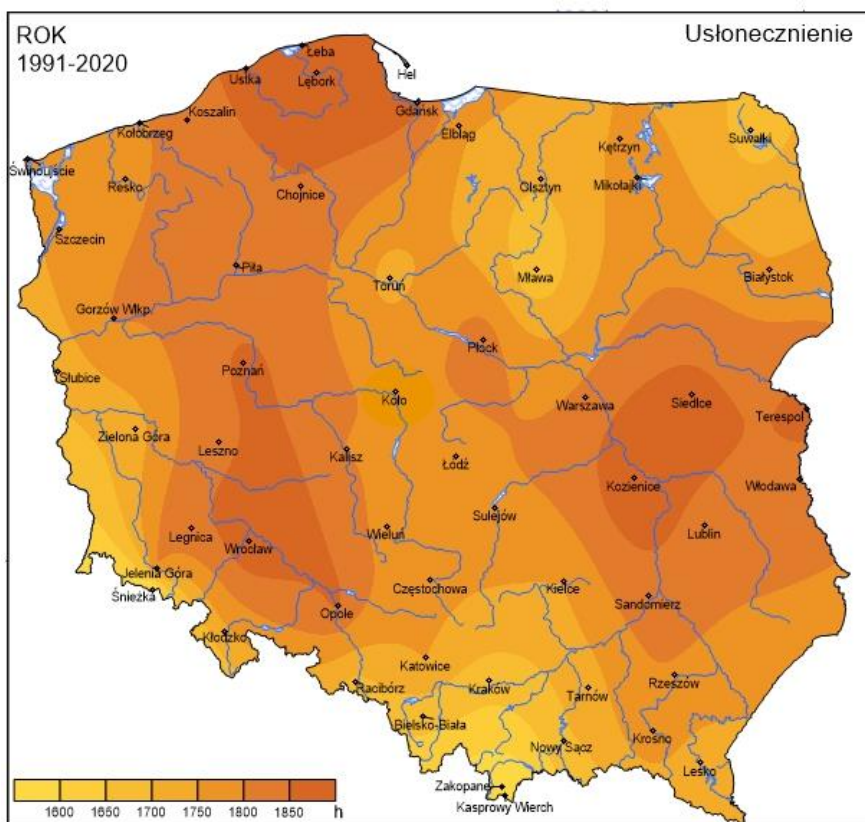 ROK
1991-2020
Usłonecznienie
Łeba
Ustka
Lębork
Hel
Gdańsk
Koszalin
Kołobrzeg
Elbląg
Suwałki
Kętrzyn
Świnoujście
Resko
Chojnice
Olsztyn
Mikołajki
Szczecin
Piła
Toruń
Mława
Białystok
Gorzów Wlkp.
Płock
Słubice
Poznań
Koło
Warszawa
Siedlce
Terespol
Zielona Góra
Leszno
Kalisz
Łódź
Kozienice
Włodawa
Sulejów
Legnica
Wrocław
Wieluń
Lublin
Jelenia Góra
Śnieżka
Częstochowa
Kielce
Sandomierz
Opole
Kłodzko
Katowice
Racibórz
Kraków
Tarnów
Rzeszów
Bielsko-Biała
Nowy Sącz
Krosno
Lesko
Zakopane
Kasprowy Wierch
1600 1650 1700 1750 1800 1850 h